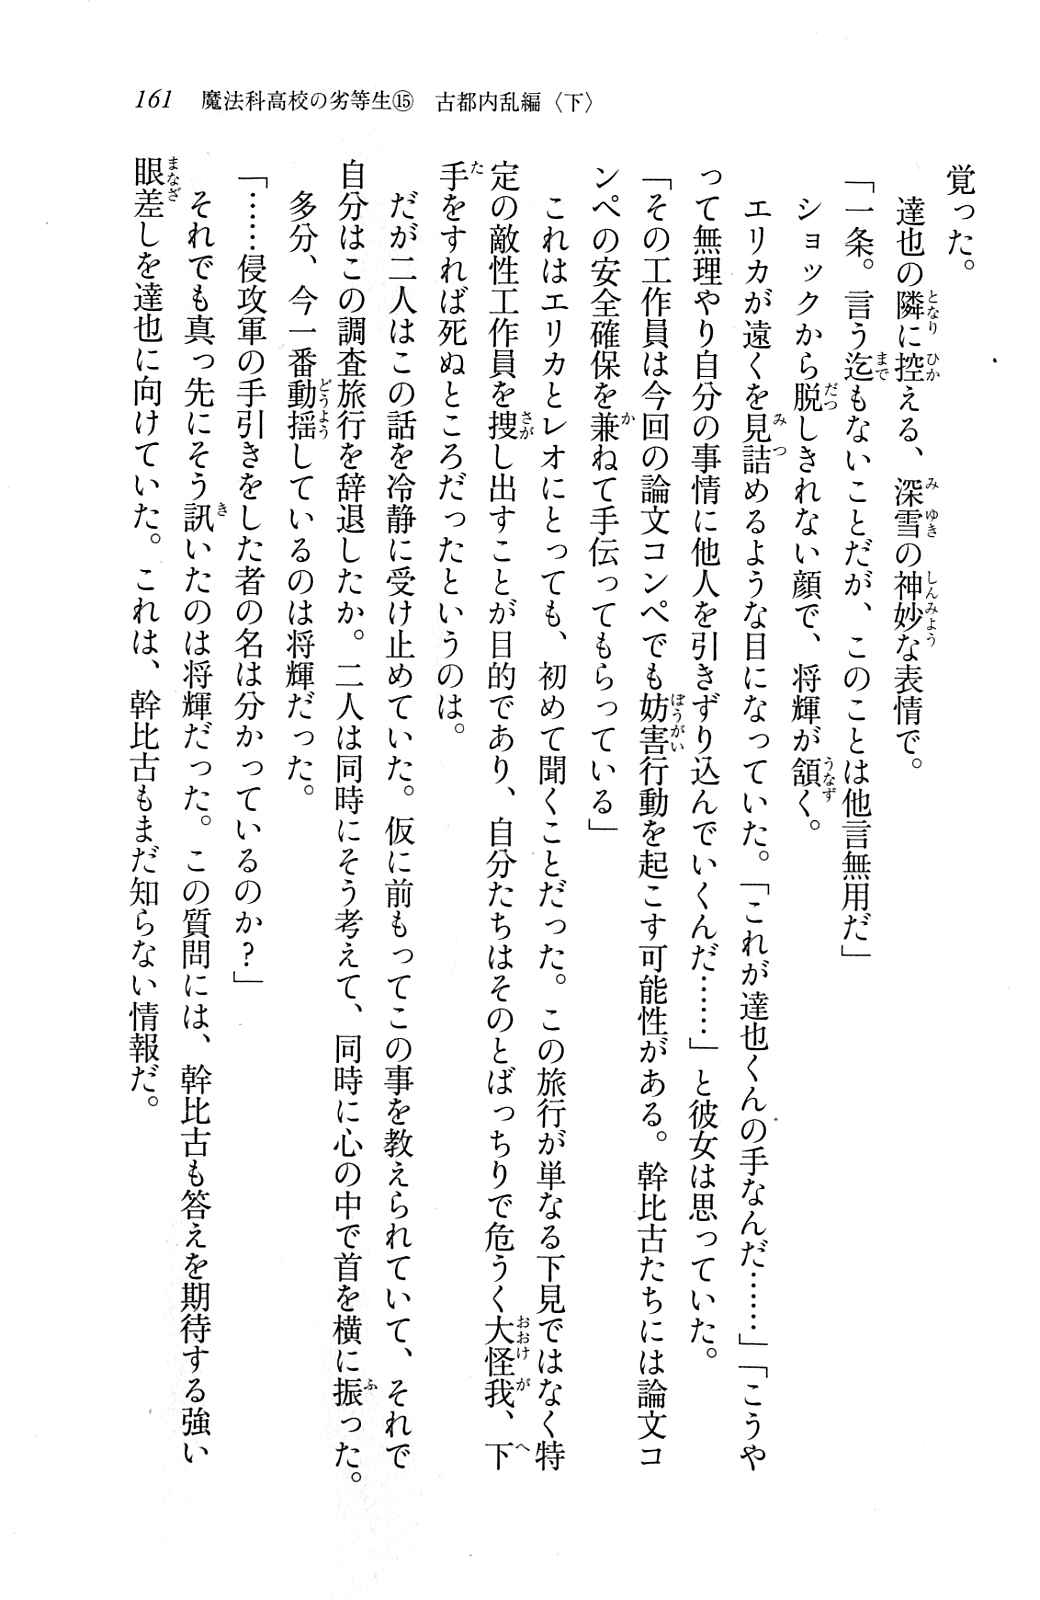 161　魔法科高校の劣等生⑮　古都内乱編〈下〉
覚った。
　達也の隣に控える、深雪の神妙な表情で。
「一条。言う迄もないことだが、このことは他言無用だ」
　ショックから脱しきれない顔で、将輝が頷く。
　エリカが遠くを見詰めるような目になっていた。「これが達也くんの手なんだ……」「こうや
って無理やり自分の事情に他人を引きずり込んでいくんだ……」と彼女は思っていた。
「その工作員は今回の論文コンペでも妨害行動を起こす可能性がある。幹比古たちには論文コ
ンペの安全確保を兼ねて手伝ってもらっている」
　これはエリカとレオにとっても、初めて聞くことだった。この旅行が単なる下見ではなく特
定の敵性工作員を捜し出すことが目的であり、自分たちはそのとばっちりで危うく大怪我、下
手をすれば死ぬところだったというのは。
　だが二人はこの話を冷静に受け止めていた。仮に前もってこの事を教えられていて、それで
自分はこの調査旅行を辞退したか。二人は同時にそう考えて、同時に心の中で首を横に振った。
　多分、今一番動揺しているのは将輝だった。
「……侵攻軍の手引きをした者の名は分かっているのか？」
　それでも真っ先にそう訊いたのは将輝だった。この質問には、幹比古も答えを期待する強い
眼差しを達也に向けていた。これは、幹比古もまだ知らない情報だ。